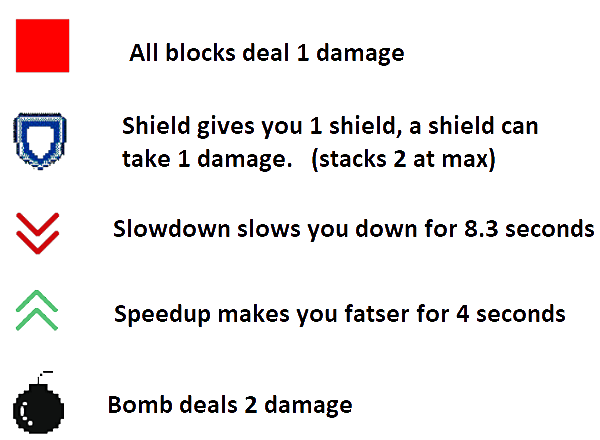 All blocks deal 1 damage
Shield gives you 1 shield, a shield can
take 1 damage.   (stacks 2 at max)
Slowdown slows you down for 8.3 seconds
Speedup makes you fatser for 4 seconds
Bomb deals 2 damage